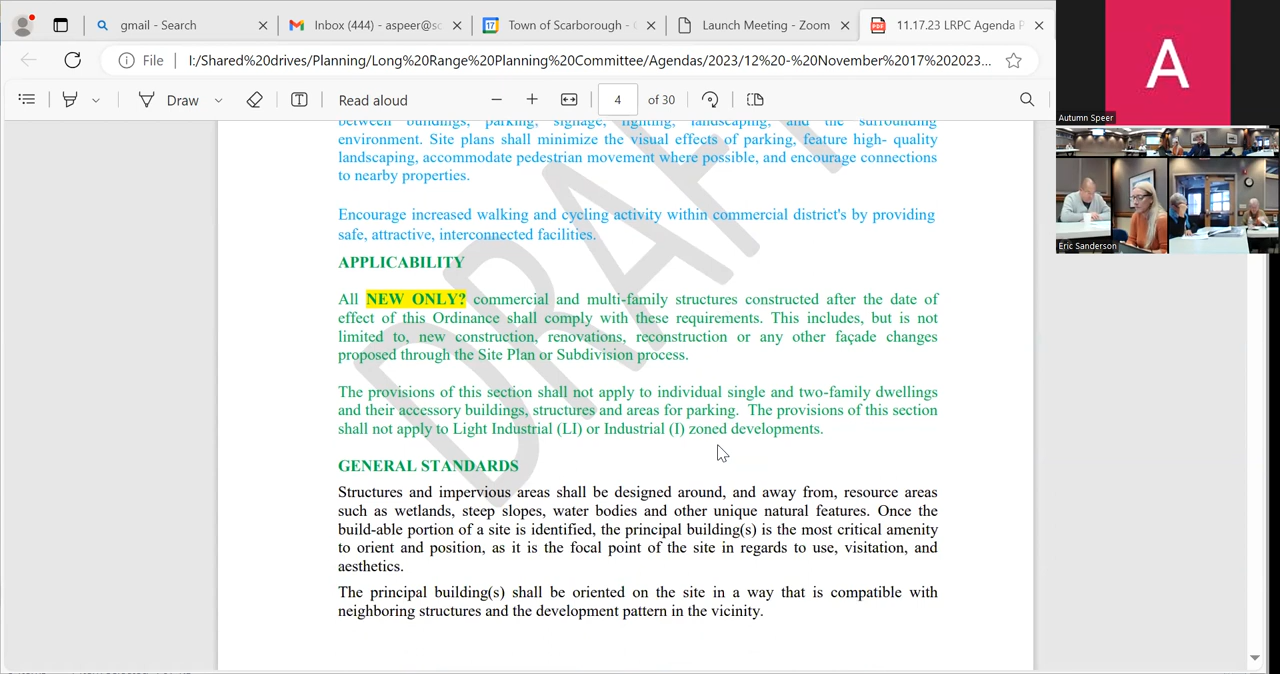 gmail - Search
Inbox (444) - aspeer@sc
Town of Scarborough -
Launch Meeting - Zoom
11.17.23 LRPC Agenda P
File
I:/Shared%20drives/Planning/Long%20Range%20Planning%20Committee/Agendas/2023/12%20-%20November%2017%202023...
Draw
Read aloud
4
of 30
between buildings, parking, signage, lighting, landscaping, and the surrounding
environment. Site plans shall minimize the visual effects of parking, feature high- quality
landscaping, accommodate pedestrian movement where possible, and encourage connections
to nearby properties.
Encourage increased walking and cycling activity within commercial district's by providing
safe, attractive, interconnected facilities.
APPLICABILITY
All NEW ONLY? commercial and multi-family structures constructed after the date of
effect of this Ordinance shall comply with these requirements. This includes, but is not
limited to, new construction, renovations, reconstruction or any other façade changes
proposed through the Site Plan or Subdivision process.
The provisions of this section shall not apply to individual single and two-family dwellings
and their accessory buildings, structures and areas for parking. The provisions of this section
shall not apply to Light Industrial (LI) or Industrial (I) zoned developments.
GENERAL STANDARDS
Structures and impervious areas shall be designed around, and away from, resource areas
such as wetlands, steep slopes, water bodies and other unique natural features. Once the
build-able portion of a site is identified, the principal building(s) is the most critical amenity
to orient and position, as it is the focal point of the site in regards to use, visitation, and
aesthetics.
The principal building(s) shall be oriented on the site in a way that is compatible with
neighboring structures and the development pattern in the vicinity.
DRAFT
A
Autumn Speer
Eric Sanderson
17